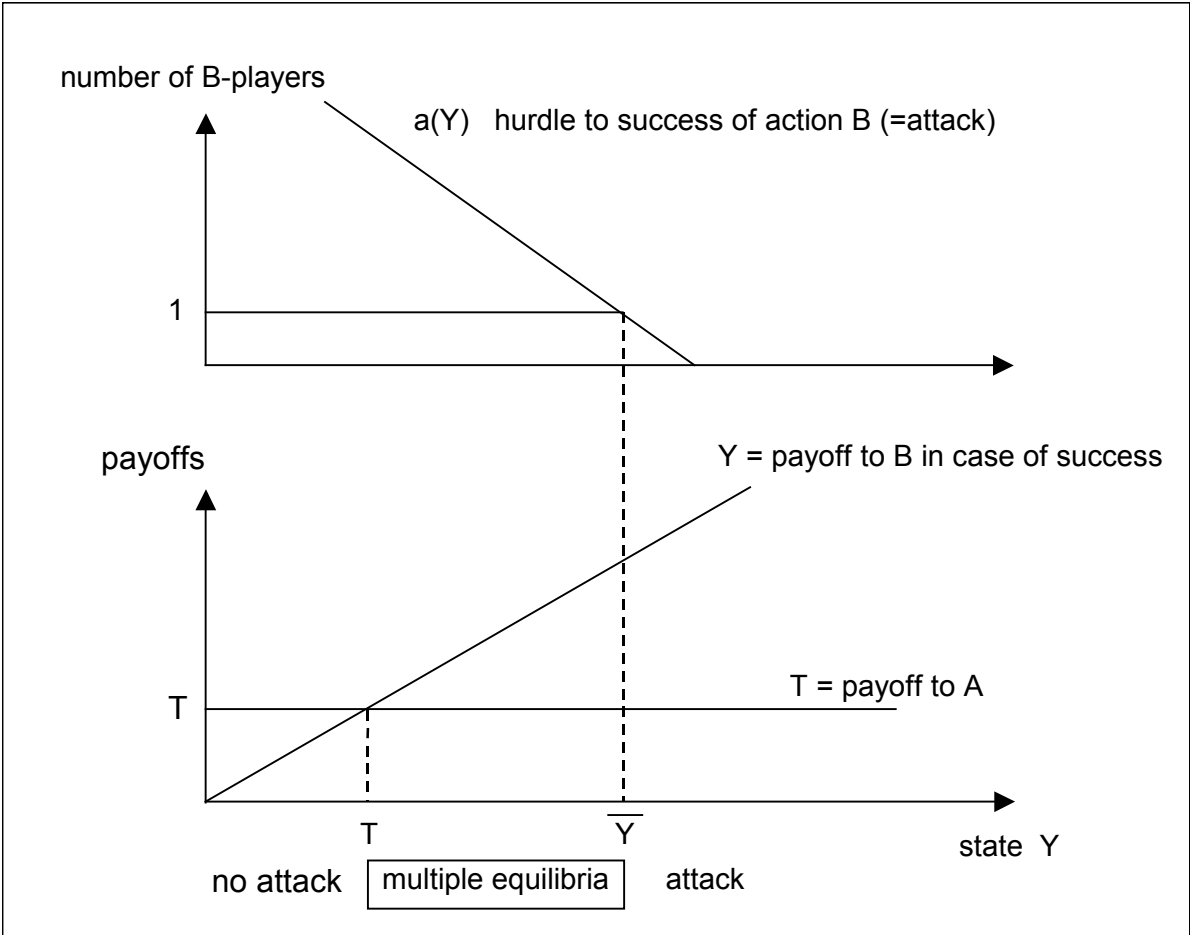 number of B-players
a(Y) hurdle to success of action B (=attack)
1
payoffs
Y = payoff to B in case of success
T = payoff to A
T
T
Y̅
state Y
no attack
multiple equilibria
attack